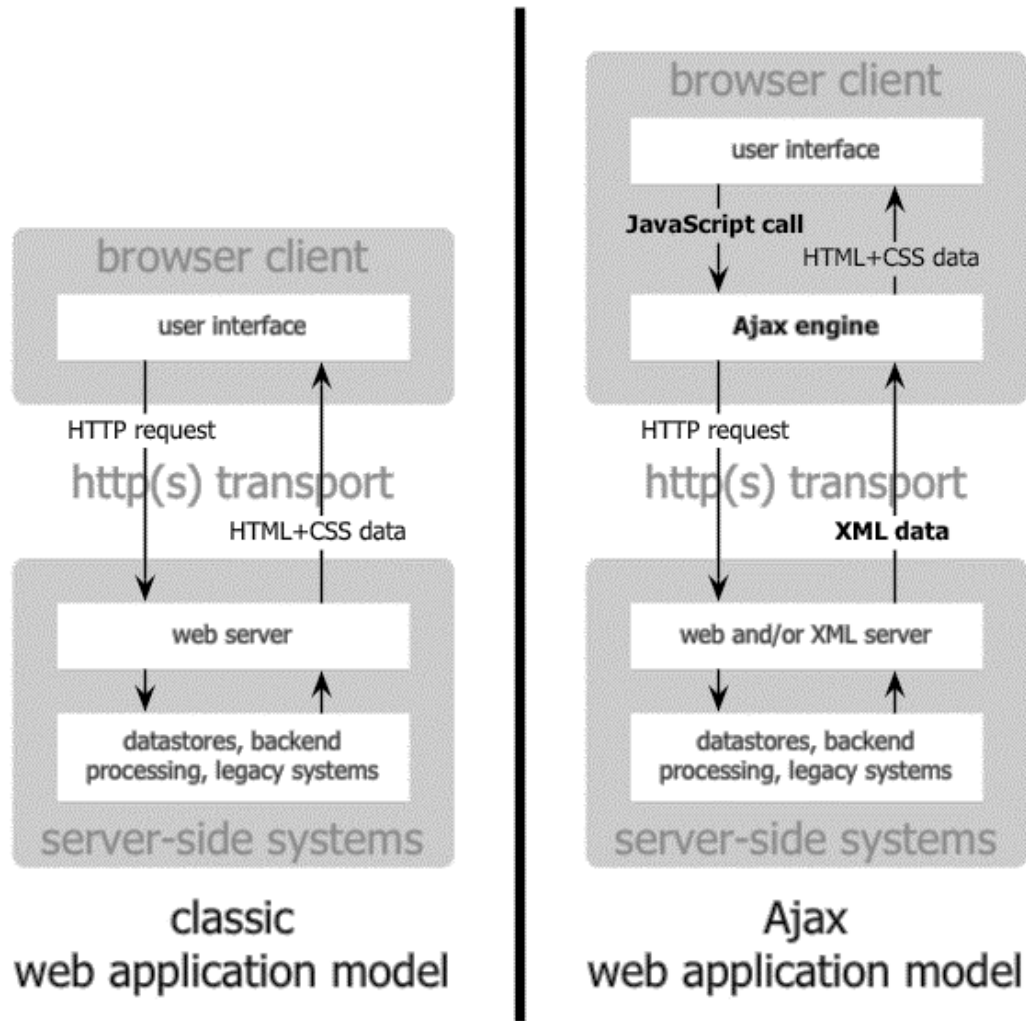 browser client
user interface
HTTP request
http(s) transport
HTML+CSS data
web server
datastores, backend
processing, legacy systems
server-side systems
classic
web application model
browser client
user interface
JavaScript call
HTML+CSS data
Ajax engine
HTTP request
http(s) transport
XML data
web and/or XML server
datastores, backend
processing, legacy systems
server-side systems
Ajax
web application model